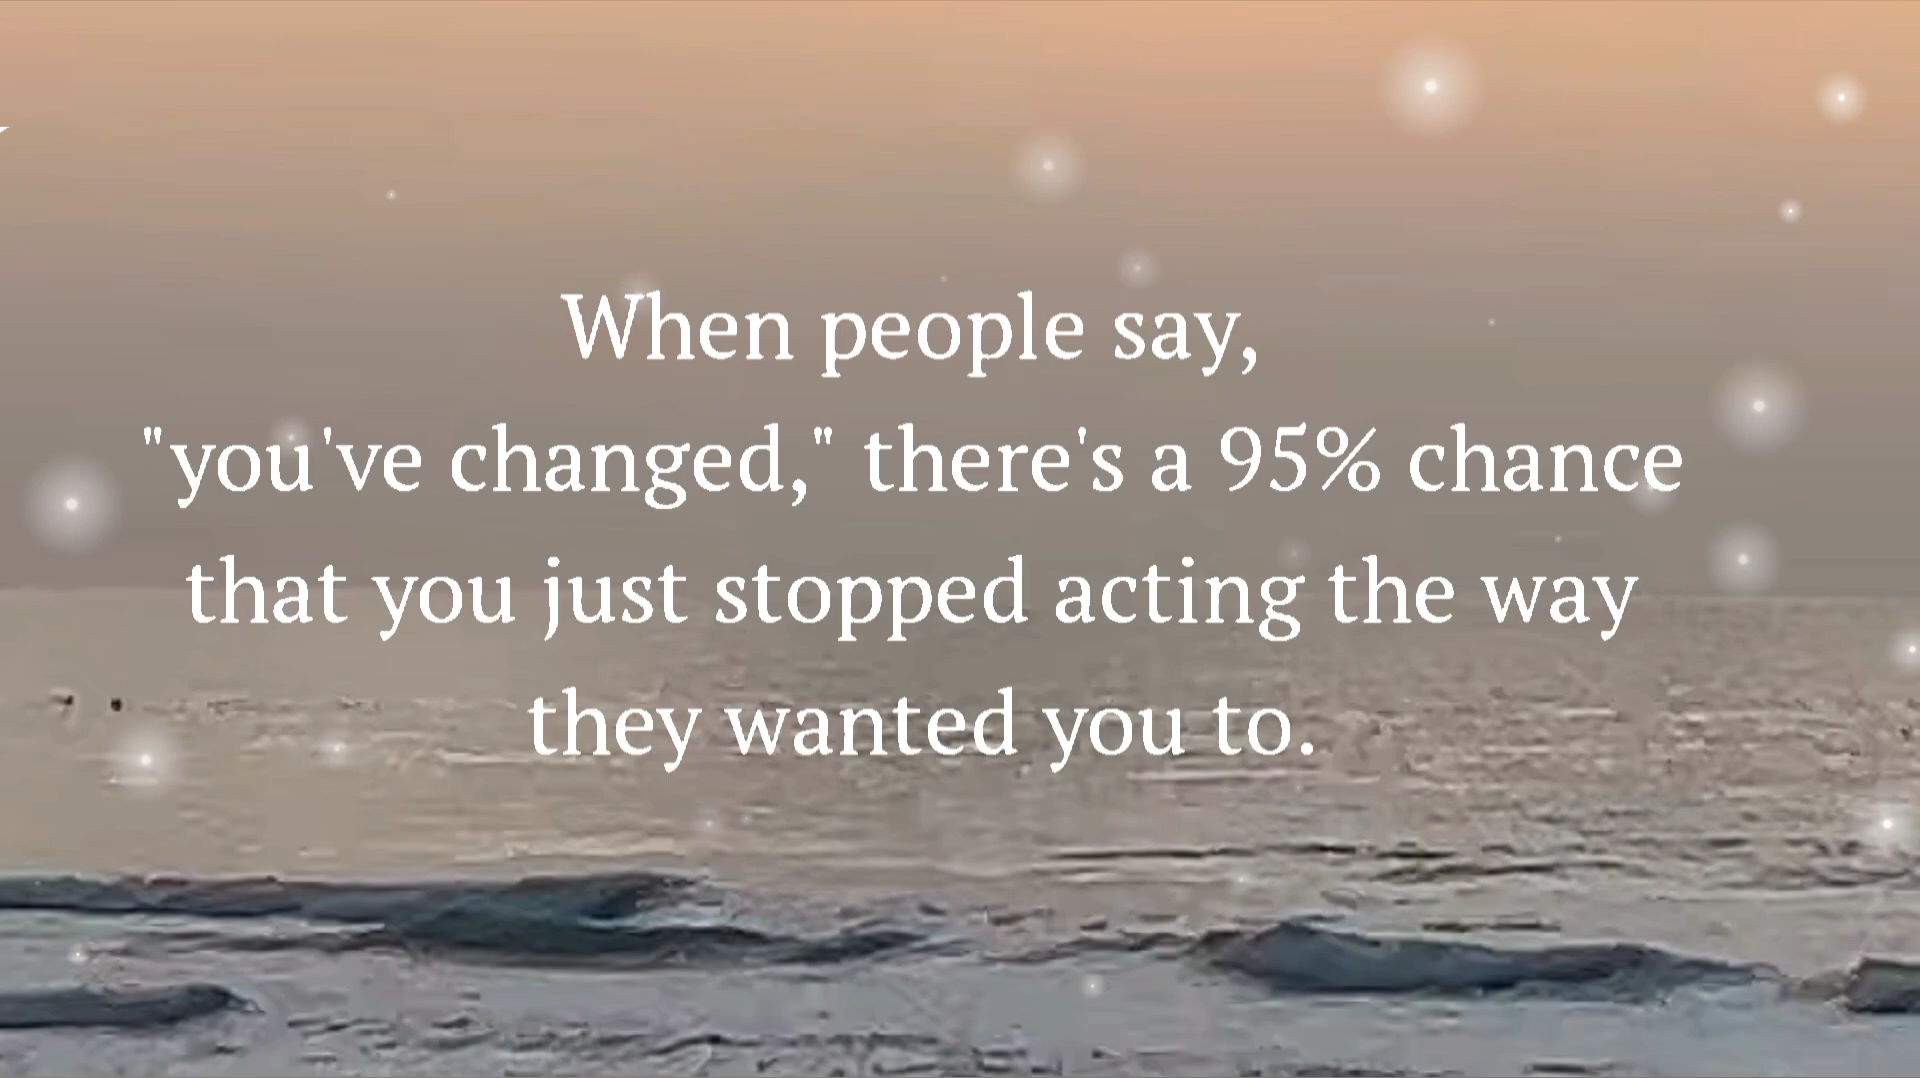 When people say,
"you've changed," there's a 95% chance
that you just stopped acting the way
they wanted you to.